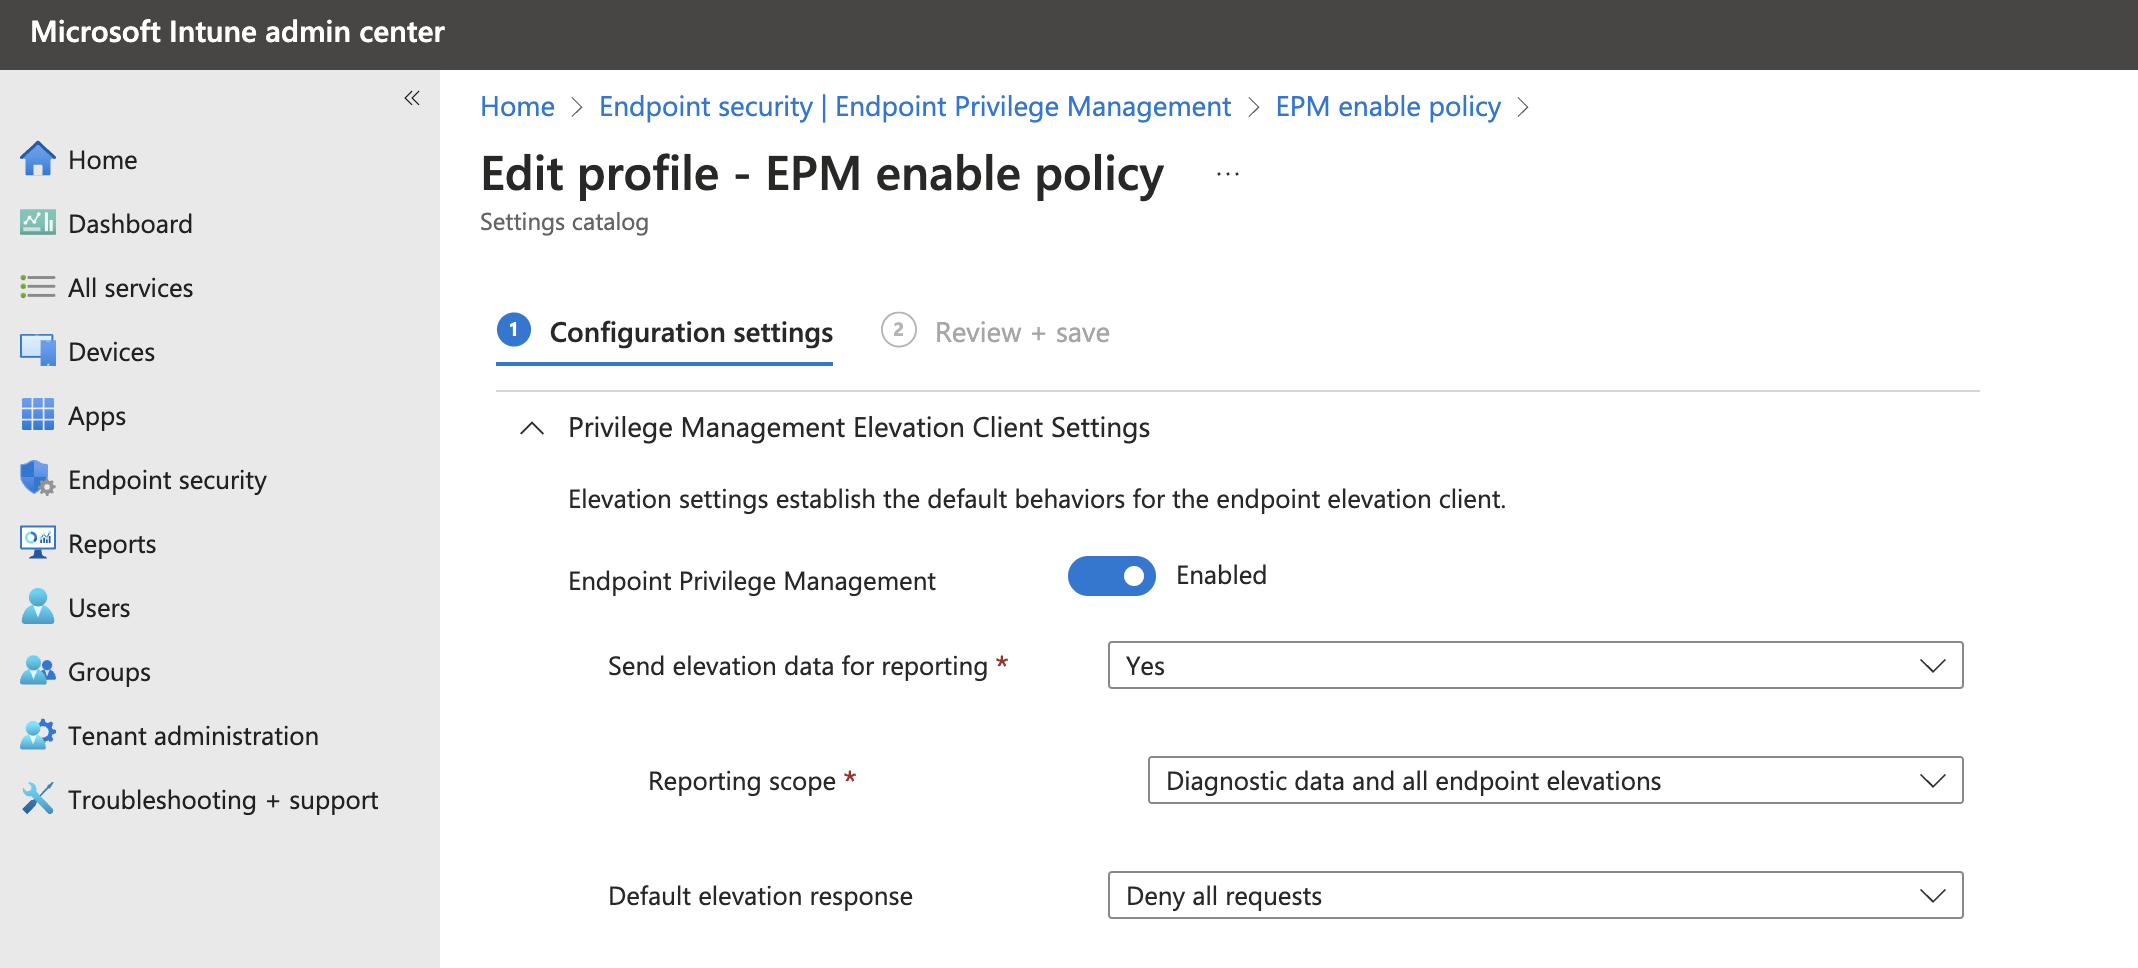 Microsoft Intune admin center
Home > Endpoint security | Endpoint Privilege Management > EPM enable policy >
Edit profile - EPM enable policy ...
Settings catalog
Home
Dashboard
All services
Devices
Apps
Endpoint security
Reports
Users
Groups
Tenant administration
Troubleshooting + support
1 Configuration settings 2 Review + save
Privilege Management Elevation Client Settings
Elevation settings establish the default behaviors for the endpoint elevation client.
Endpoint Privilege Management Enabled
Send elevation data for reporting * Yes
Reporting scope * Diagnostic data and all endpoint elevations
Default elevation response Deny all requests